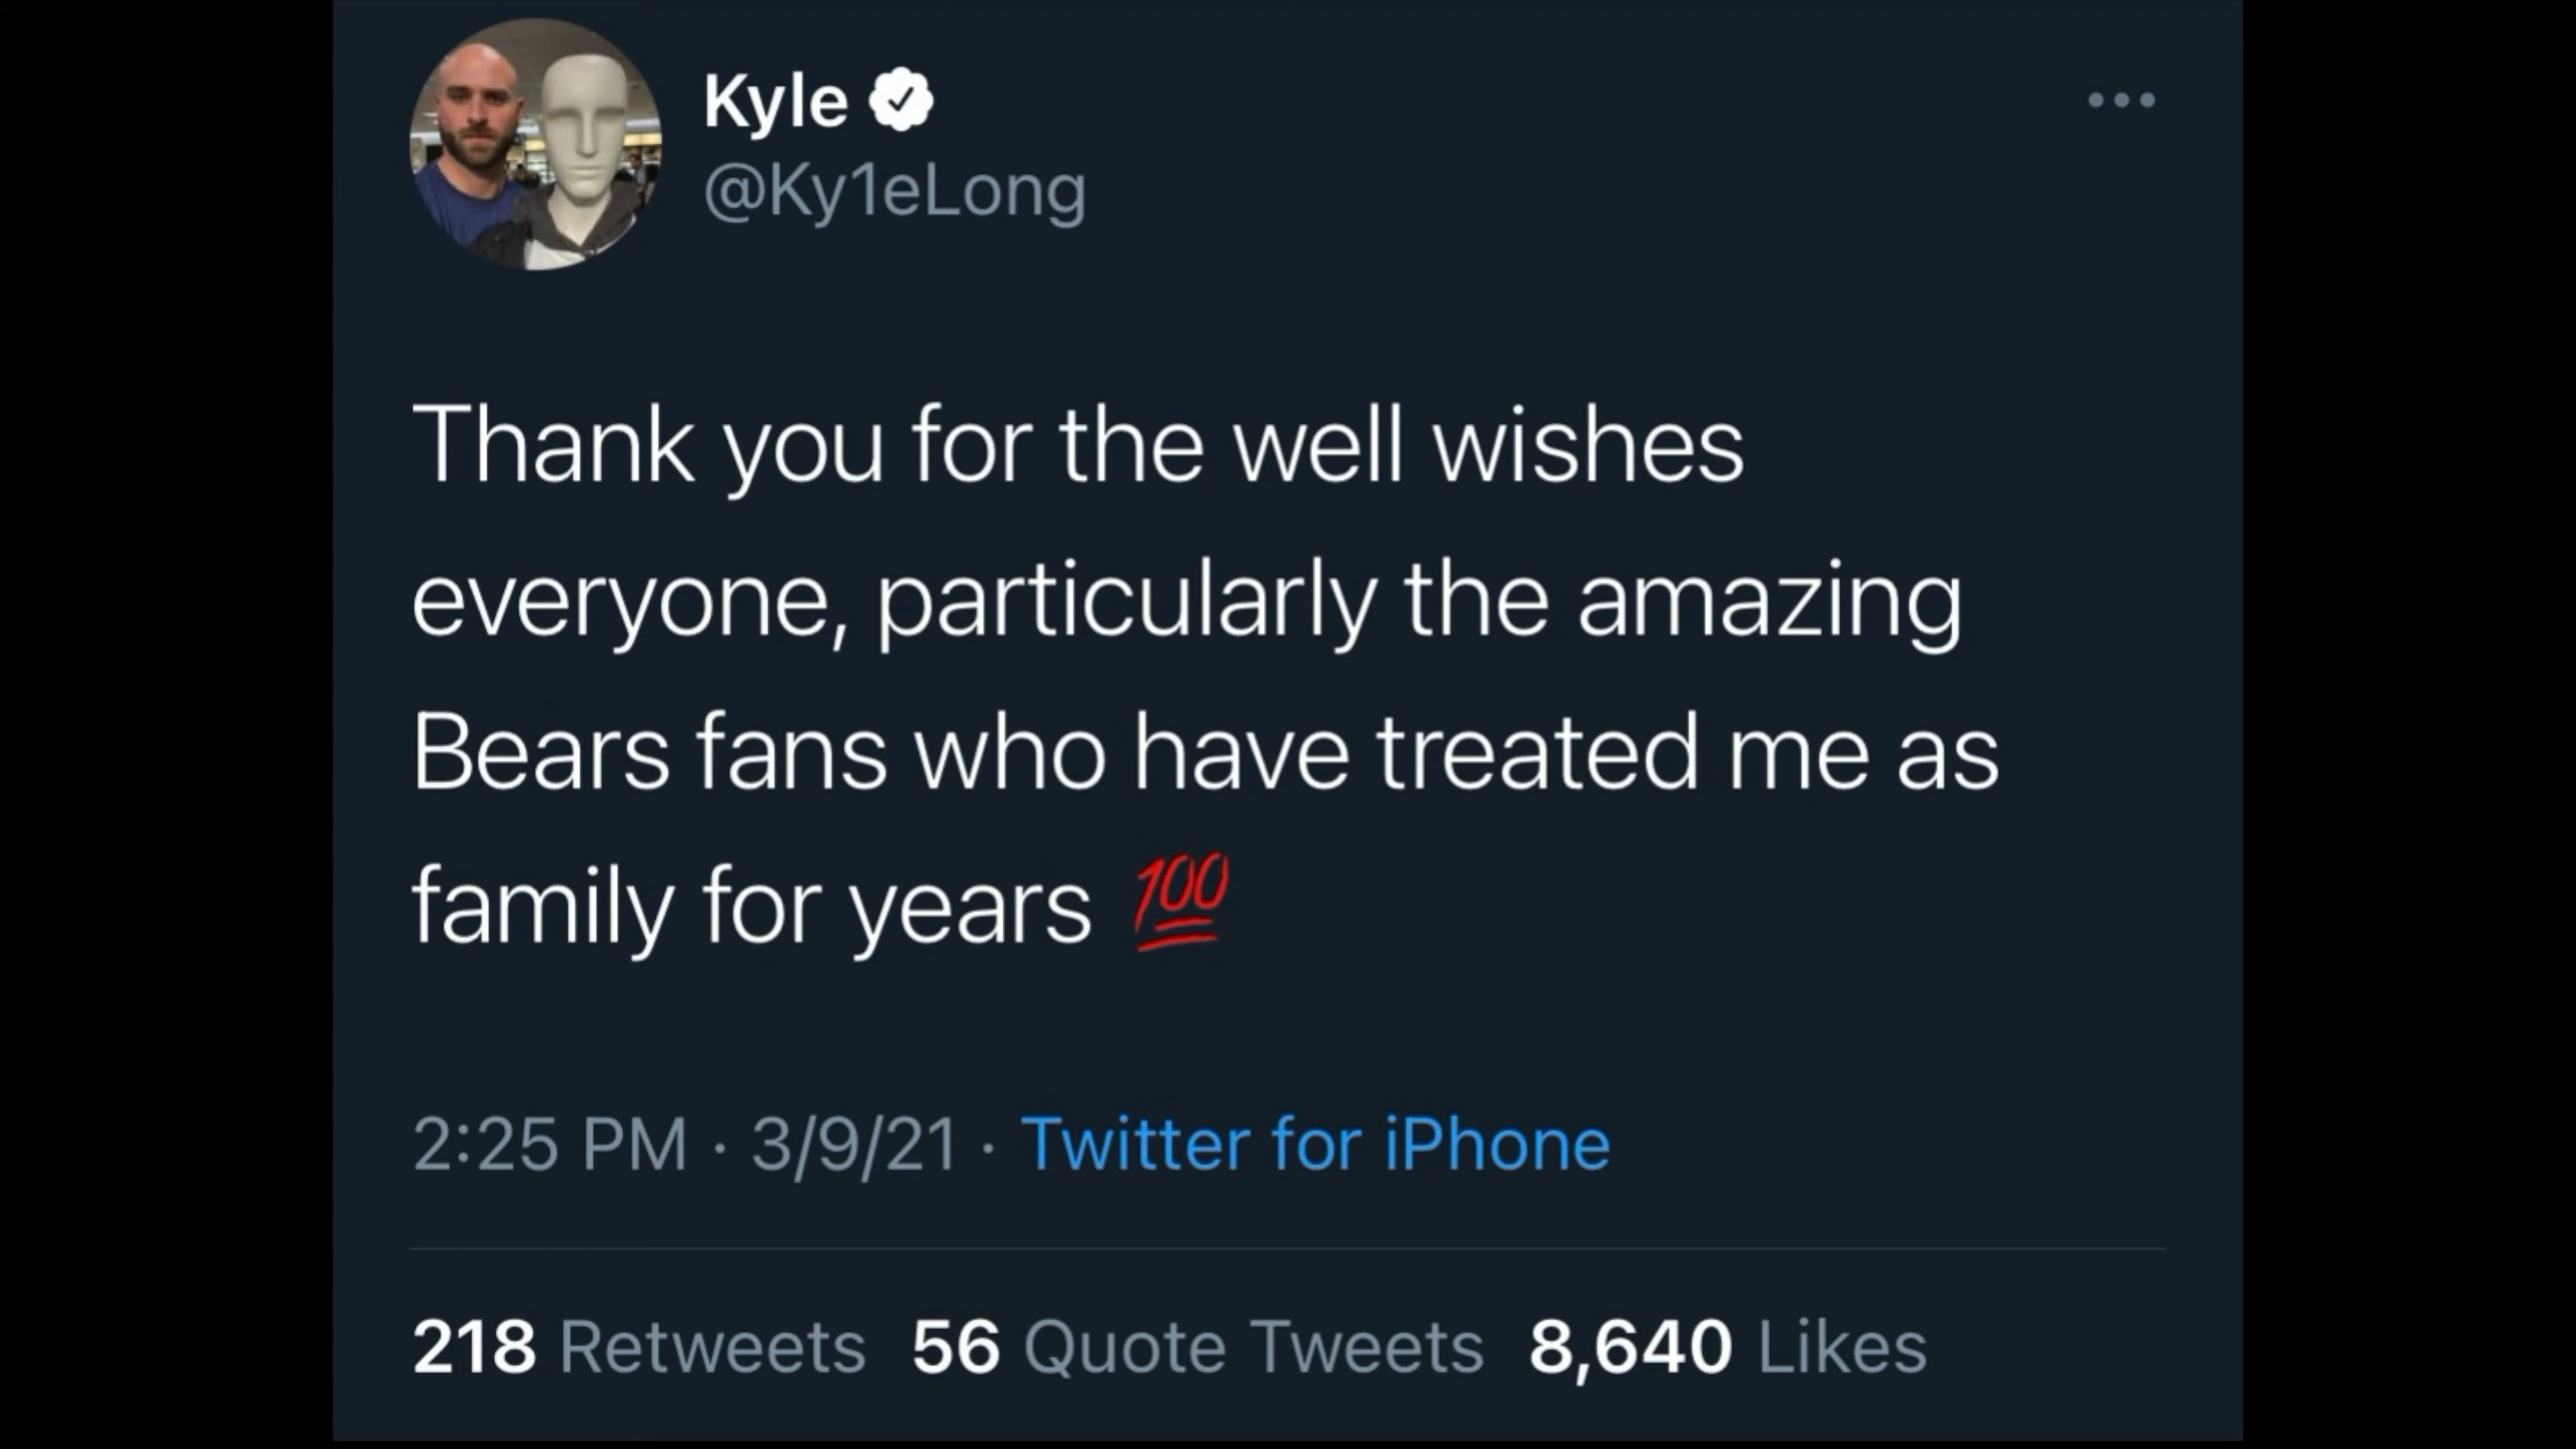 Kyle
@Ky1eLong
Thank you for the well wishes
everyone, particularly the amazing
Bears fans who have treated me as
family for years 💯
2:25 PM · 3/9/21 · Twitter for iPhone
218 Retweets 56 Quote Tweets 8,640 Likes